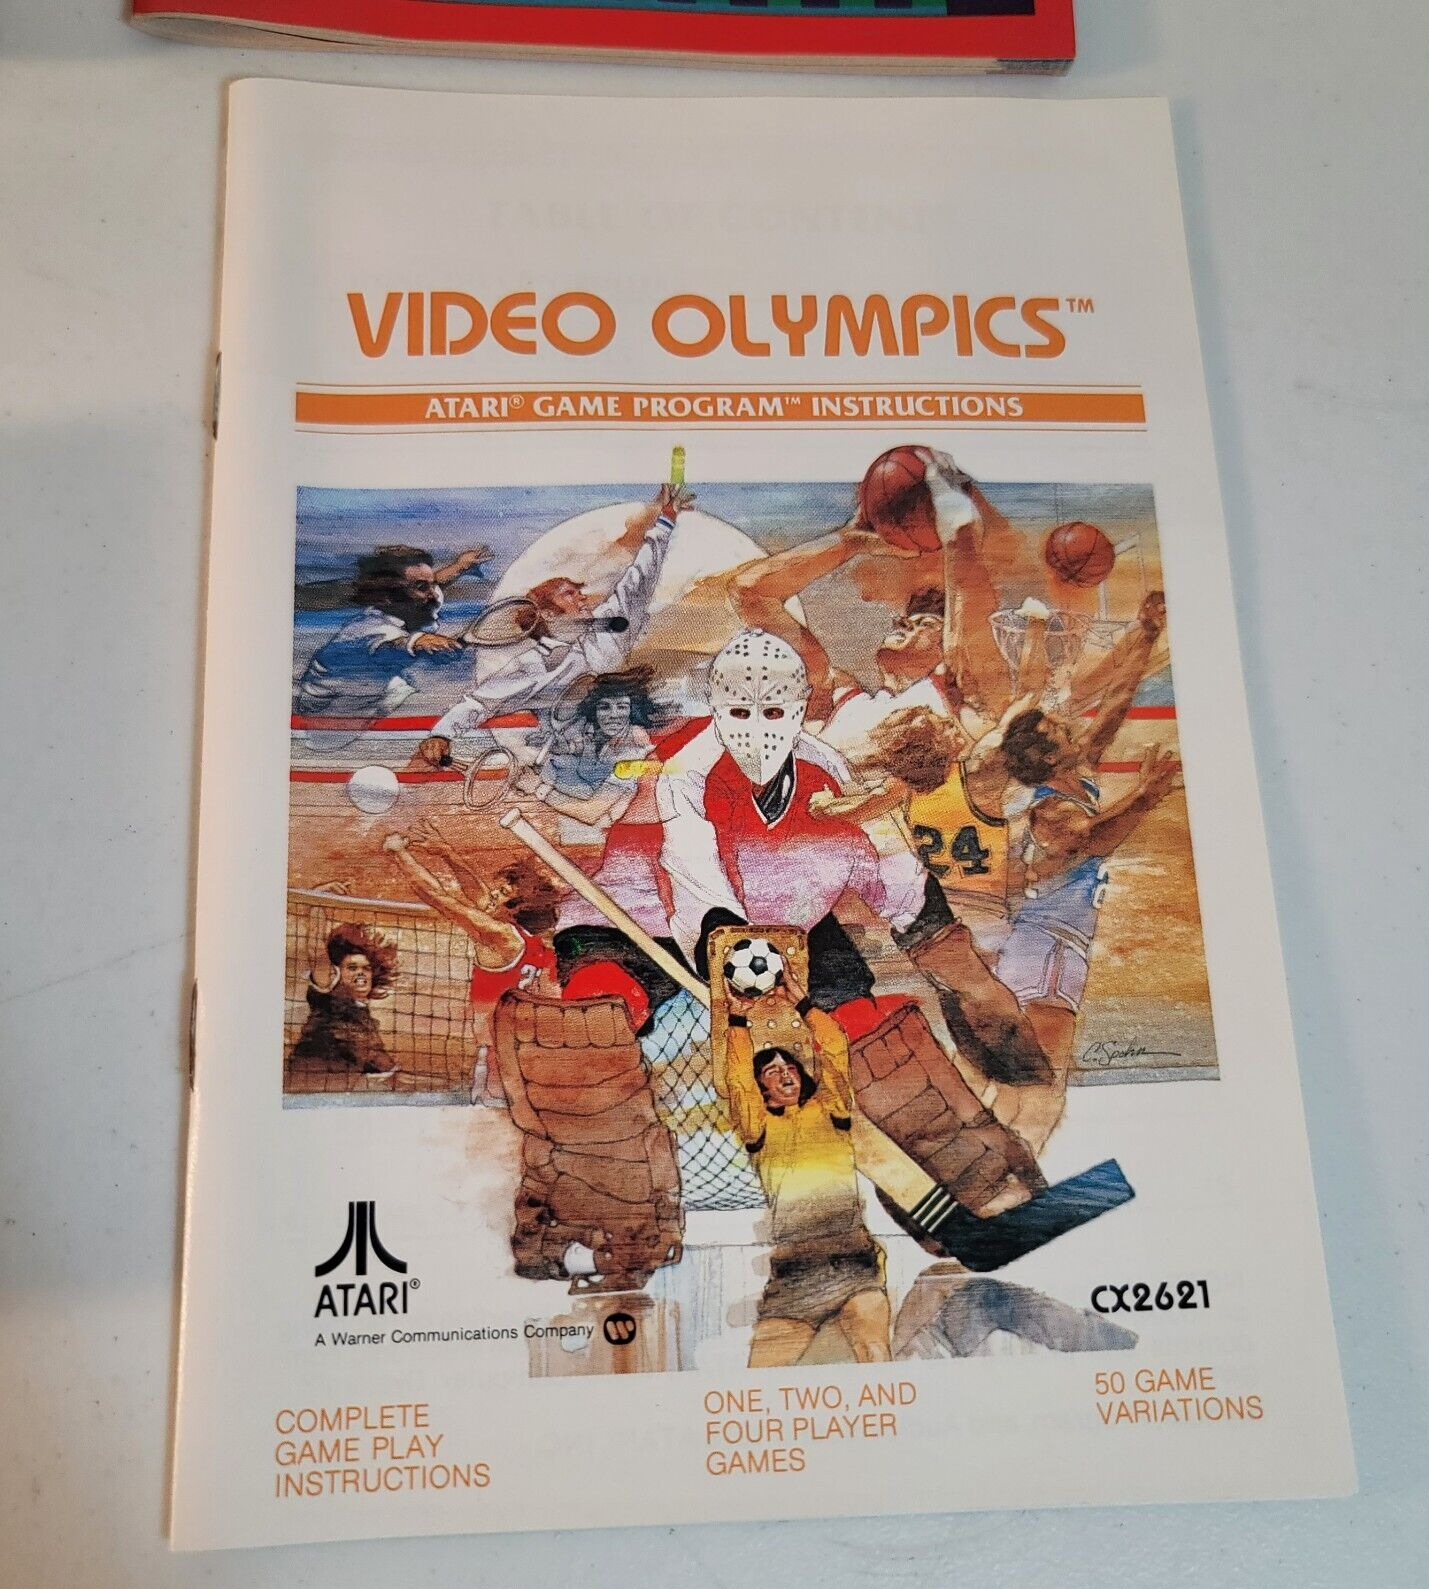 VIDEO OLYMPICS™
ATARI® GAME PROGRAM™ INSTRUCTIONS
24
C. Spohn
ATARI®
A Warner Communications Company
CX2621
COMPLETE
GAME PLAY
INSTRUCTIONS
ONE, TWO, AND
FOUR PLAYER
GAMES
50 GAME
VARIATIONS